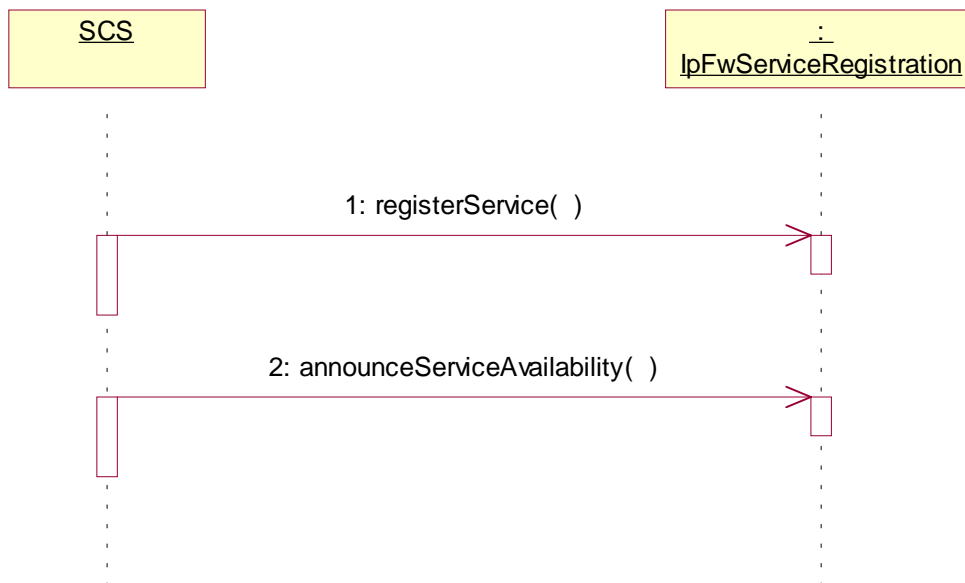 SCS
:
IpFwServiceRegistration
1: registerService(  )
2: announceServiceAvailability(  )